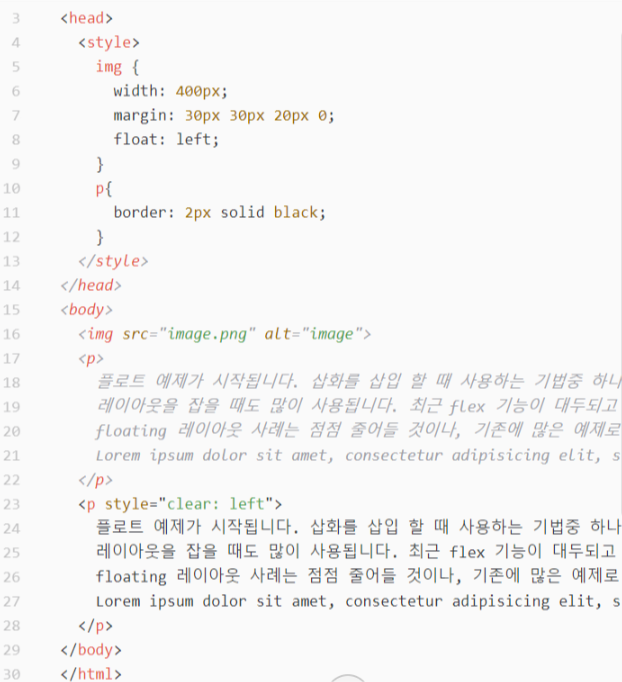 3 <head>
4 <style>
5 img {
6 width: 400px;
7 margin: 30px 30px 20px 0;
8 float: left;
9 }
10 p{
11 border: 2px solid black;
12 }
13 </style>
14 </head>
15 <body>
16 <img src="image.png" alt="image">
17 <p>
18 플로트 예제가 시작됩니다. 삽화를 삽입 할 때 사용하는 기법중 하나
19 레이아웃을 잡을 때도 많이 사용됩니다. 최근 flex 기능이 대두되고
20 floating 레이아웃 사례는 점점 줄어들 것이나, 기존에 많은 예제로
21 Lorem ipsum dolor sit amet, consectetur adipisicing elit, s
22 </p>
23 <p style="clear: left">
24 플로트 예제가 시작됩니다. 삽화를 삽입 할 때 사용하는 기법중 하나
25 레이아웃을 잡을 때도 많이 사용됩니다. 최근 flex 기능이 대두되고
26 floating 레이아웃 사례는 점점 줄어들 것이나, 기존에 많은 예제로
27 Lorem ipsum dolor sit amet, consectetur adipisicing elit, s
28 </p>
29 </body>
30 </html>